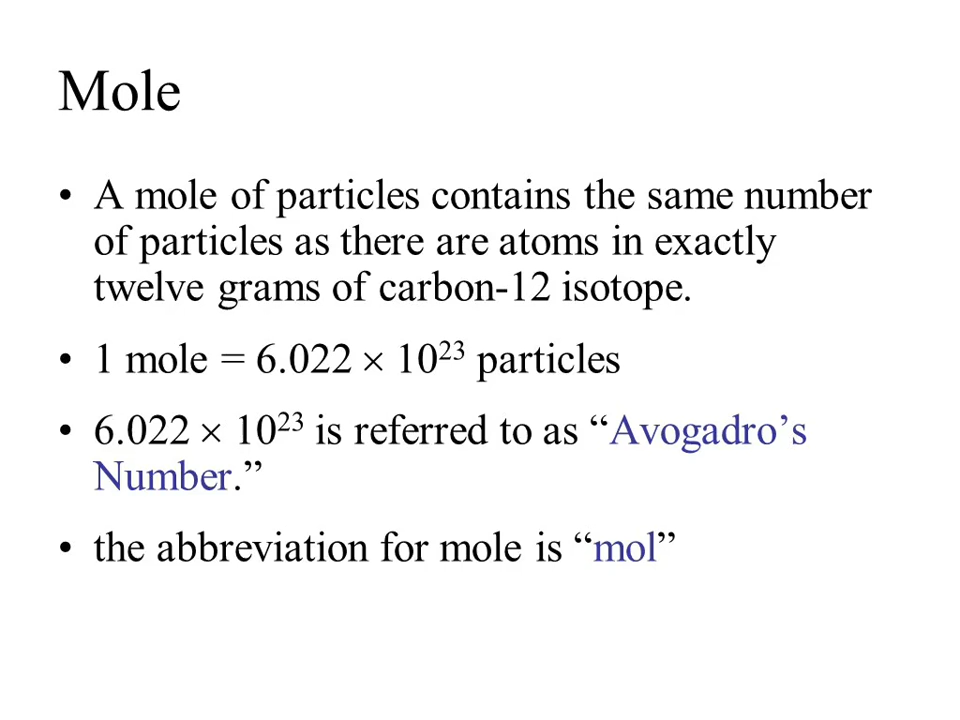 Mole
• A mole of particles contains the same number
of particles as there are atoms in exactly
twelve grams of carbon-12 isotope.
• 1 mole = 6.022 × 10²³ particles
• 6.022 × 10²³ is referred to as “Avogadro’s
Number.”
• the abbreviation for mole is “mol”